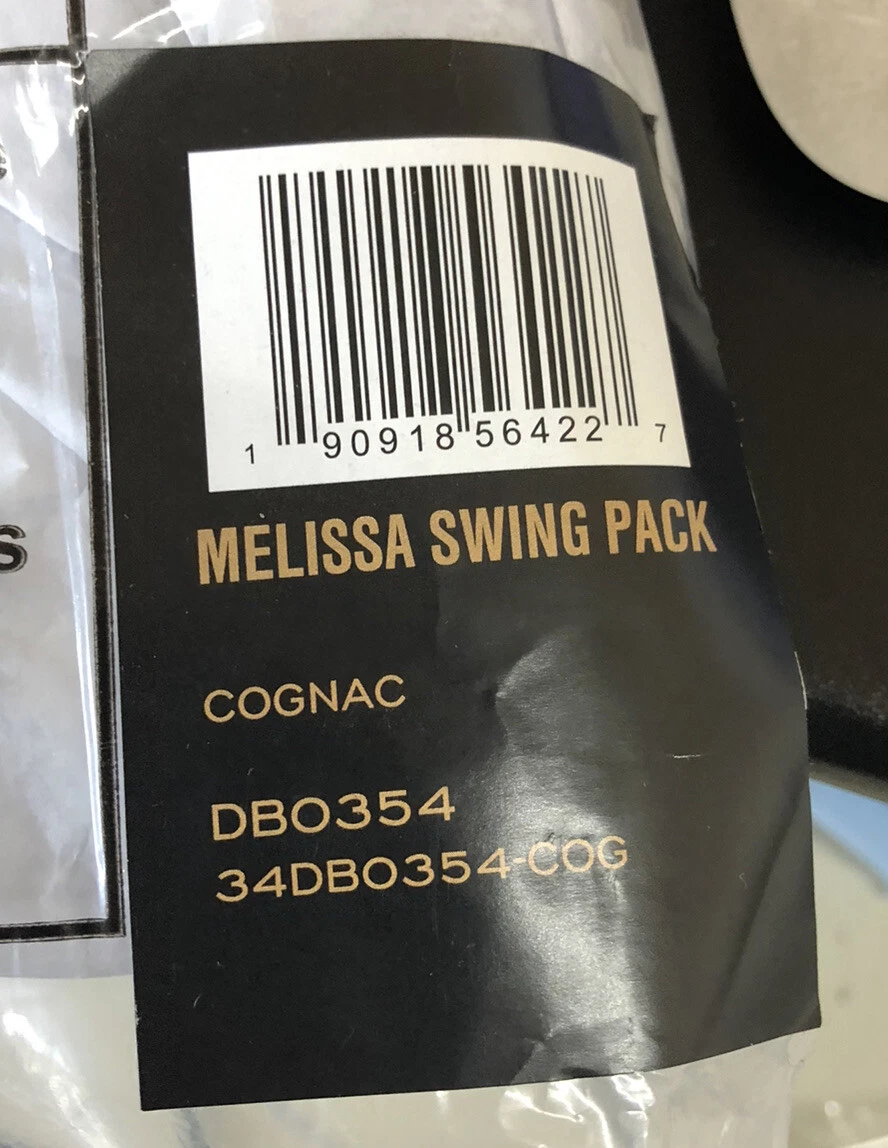 1 90918 56422 7
MELISSA SWING PACK
COGNAC
DB0354
34DB0354-COG